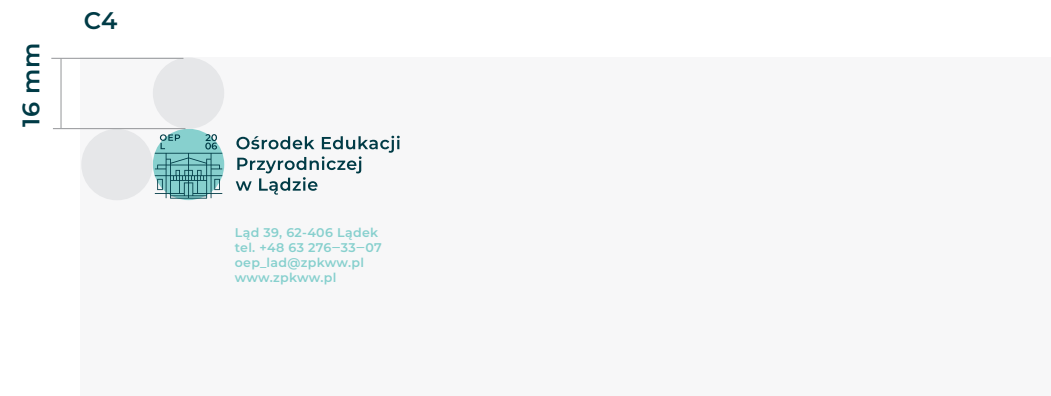 C4
16 mm
OEP 20
L 06
Ośrodek Edukacji
Przyrodniczej
w Lądzie
Ląd 39, 62-406 Lądek
tel. +48 63 276–33–07
oep_lad@zpkww.pl
www.zpkww.pl